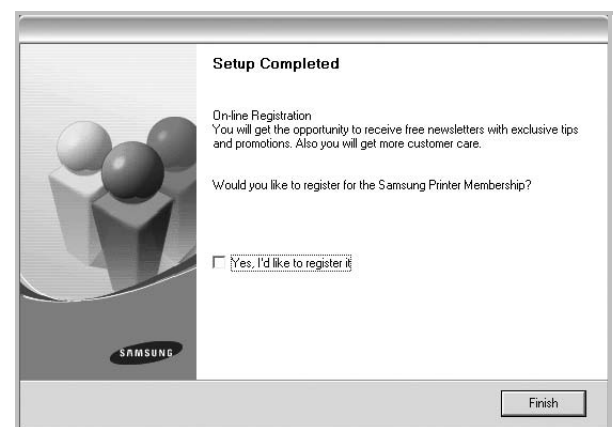 Setup Completed
On-line Registration
You will get the opportunity to receive free newsletters with exclusive tips
and promotions. Also you will get more customer care.
Would you like to register for the Samsung Printer Membership?
Yes, I'd like to register it
SAMSUNG
Finish